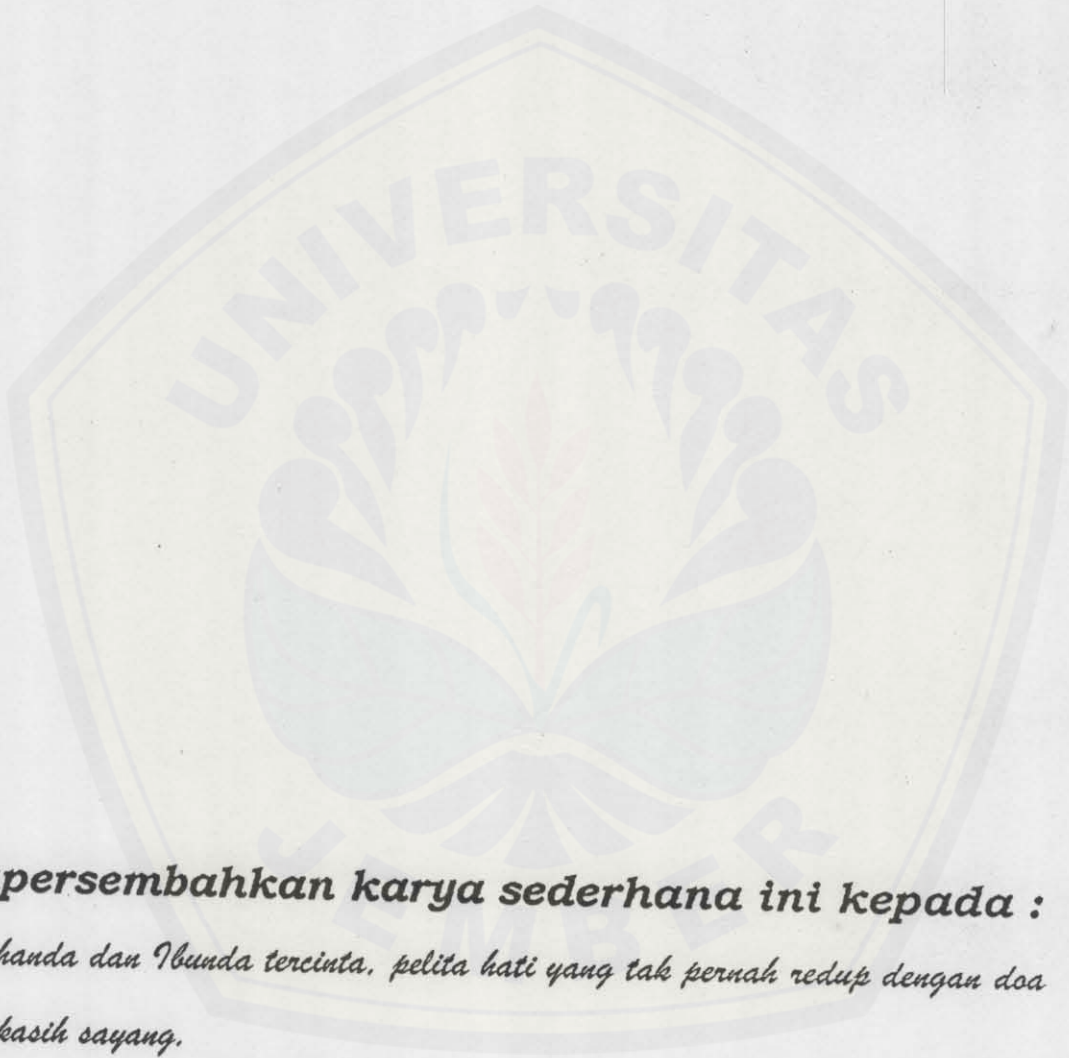 UNIVERSITAS
JEMBER
persembahkan karya sederhana ini kepada :
handa dan Ibunda tercinta, pelita hati yang tak pernah redup dengan doa
kasih sayang.